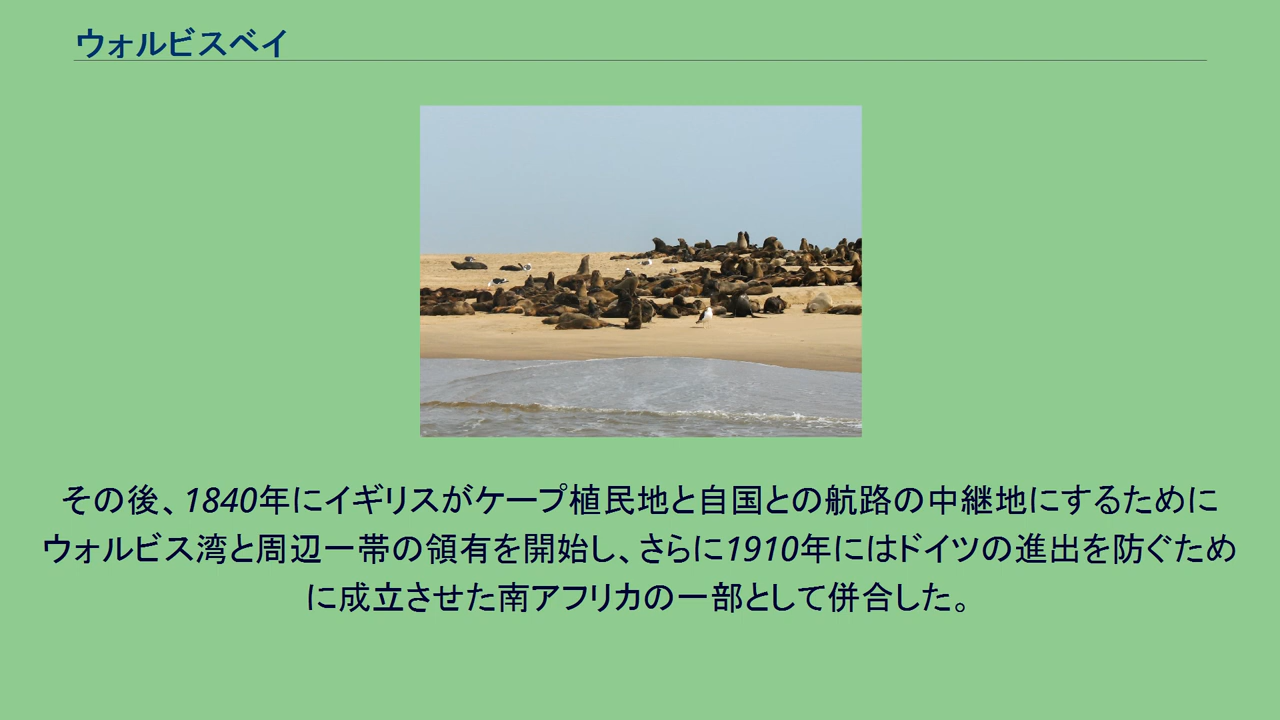 ウォルビスベイ
その後、1840年にイギリスがケープ植民地と自国との航路の中継地にするために
ウォルビス湾と周辺一帯の領有を開始し、さらに1910年にはドイツの進出を防ぐため
に成立させた南アフリカの一部として併合した。